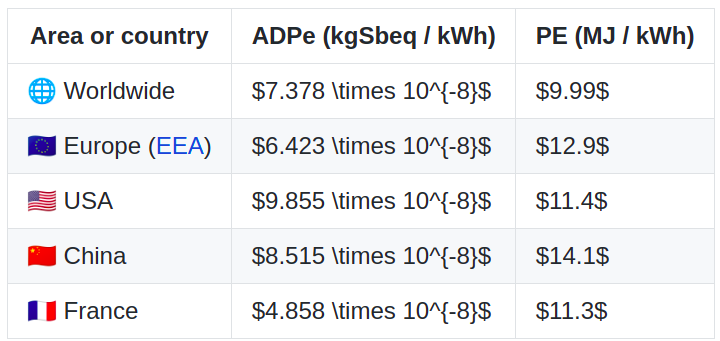 Area or country ADPe (kgSbeq / kWh) PE (MJ / kWh)
🌐 Worldwide $7.378 \times 10^{-8}$ $9.99$
🇪🇺 Europe (EEA) $6.423 \times 10^{-8}$ $12.9$
🇺🇸 USA $9.855 \times 10^{-8}$ $11.4$
🇨🇳 China $8.515 \times 10^{-8}$ $14.1$
🇫🇷 France $4.858 \times 10^{-8}$ $11.3$